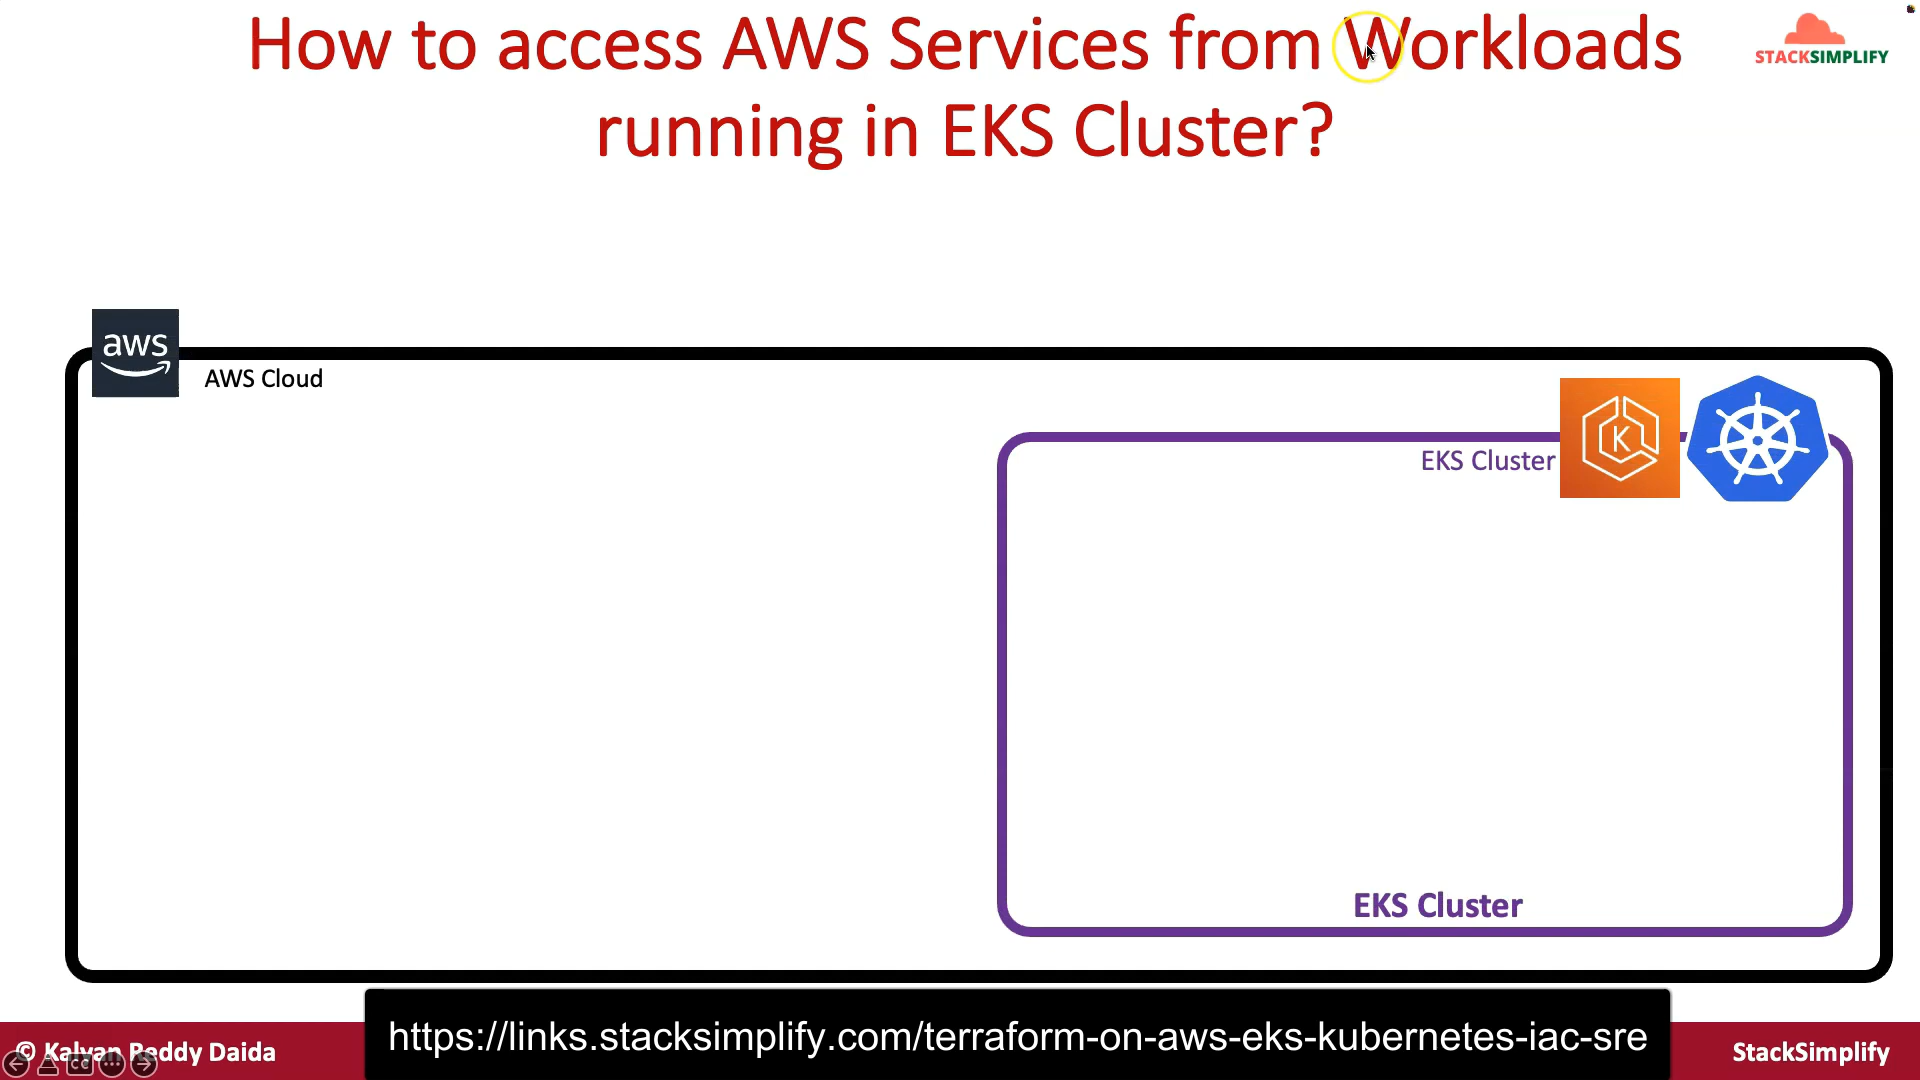 How to access AWS Services from Workloads
running in EKS Cluster?
STACKSIMPLIFY
aws
AWS Cloud
EKS Cluster
K
EKS Cluster
https://links.stacksimplify.com/terraform-on-aws-eks-kubernetes-iac-sre
© Kalyan Reddy Daida
StackSimplify
CC